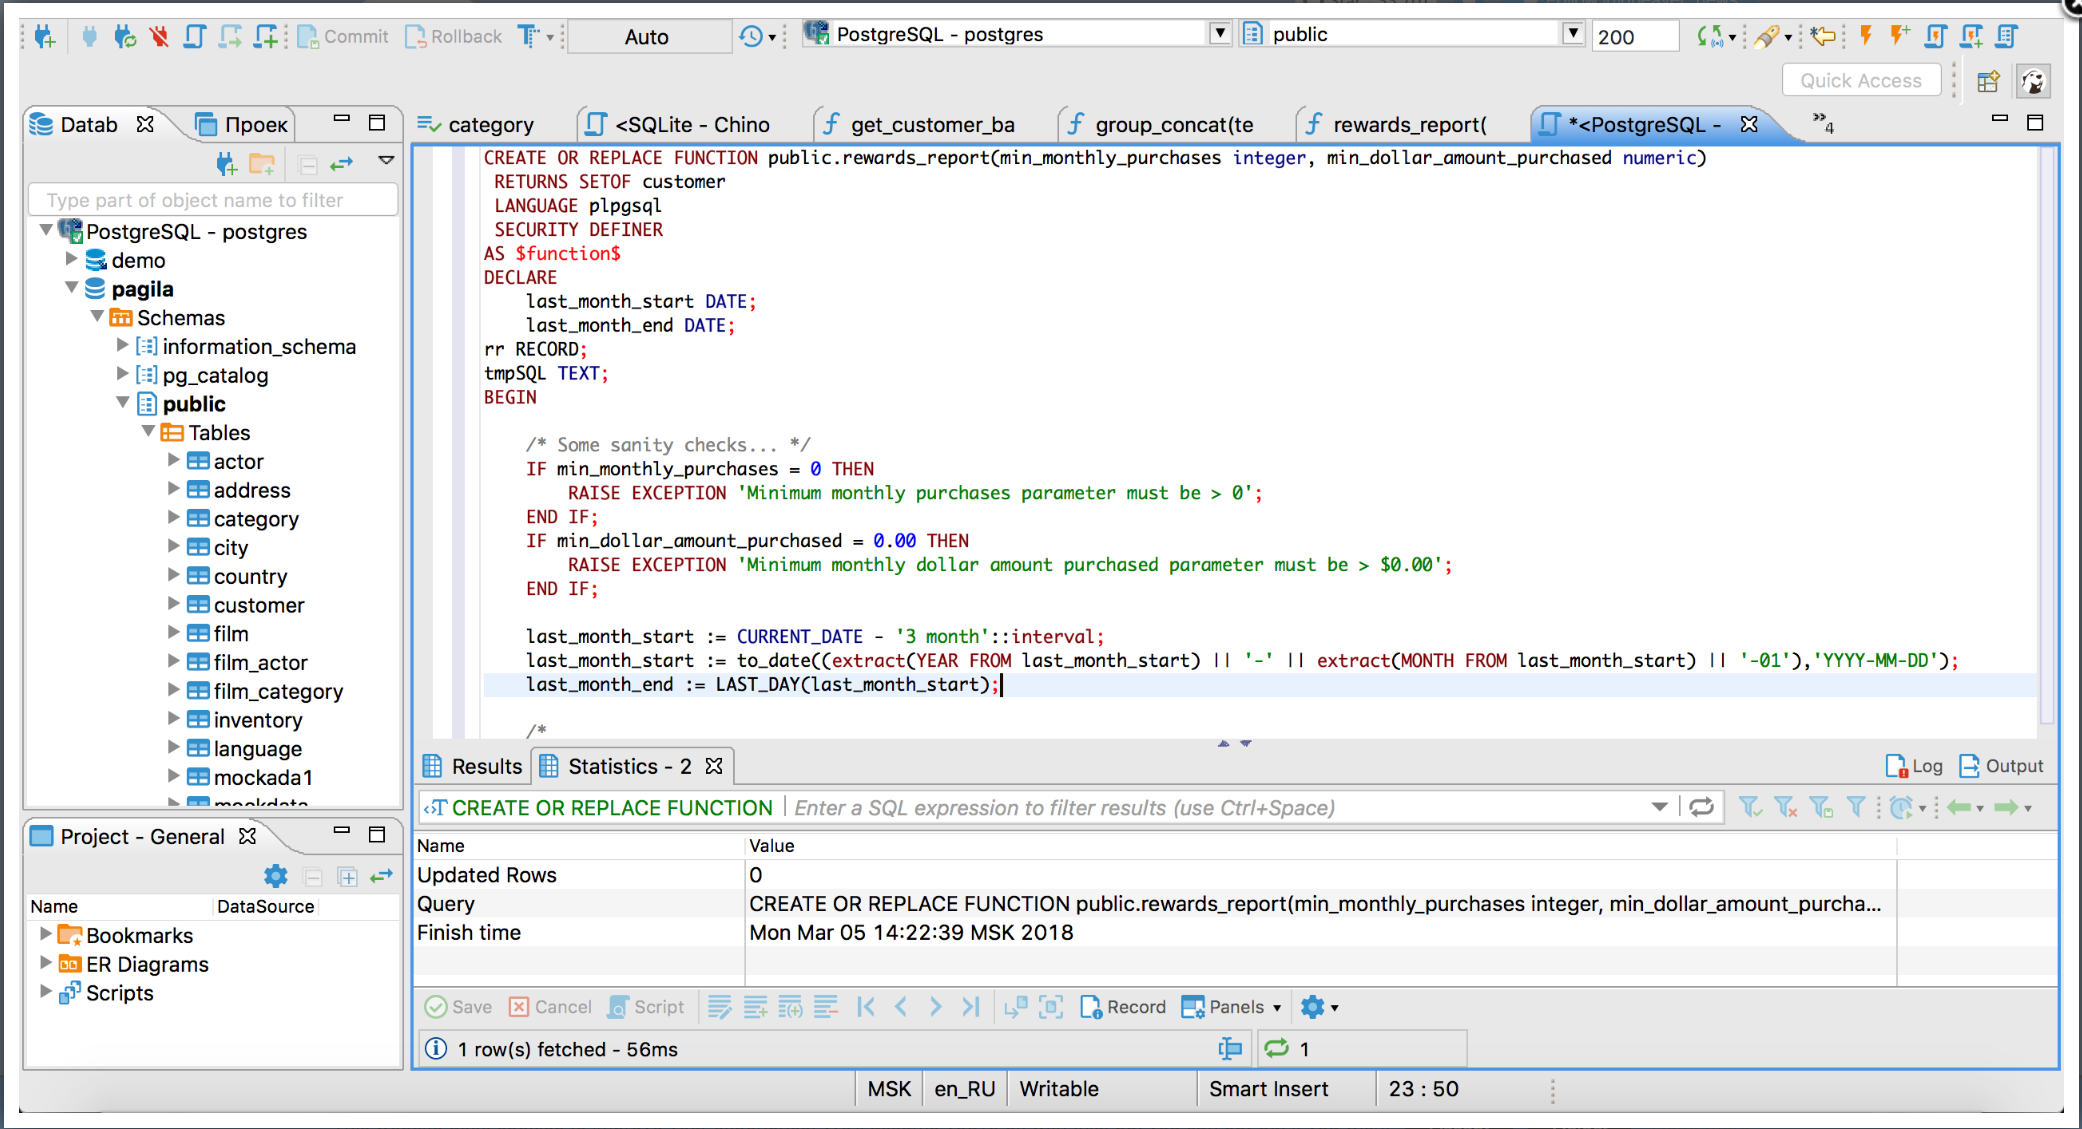 Commit Rollback Auto PostgreSQL - postgres public 200
Quick Access
Datab Проек
category <SQLite - Chino get_customer_ba group_concat(te rewards_report( *<PostgreSQL - »4
Type part of object name to filter
PostgreSQL - postgres
demo
pagila
Schemas
information_schema
pg_catalog
public
Tables
actor
address
category
city
country
customer
film
film_actor
film_category
inventory
language
mockada1
mockdata
CREATE OR REPLACE FUNCTION public.rewards_report(min_monthly_purchases integer, min_dollar_amount_purchased numeric)
RETURNS SETOF customer
LANGUAGE plpgsql
SECURITY DEFINER
AS $function$
DECLARE
last_month_start DATE;
last_month_end DATE;
rr RECORD;
tmpSQL TEXT;
BEGIN
/* Some sanity checks... */
IF min_monthly_purchases = 0 THEN
RAISE EXCEPTION 'Minimum monthly purchases parameter must be > 0';
END IF;
IF min_dollar_amount_purchased = 0.00 THEN
RAISE EXCEPTION 'Minimum monthly dollar amount purchased parameter must be > $0.00';
END IF;
last_month_start := CURRENT_DATE - '3 month'::interval;
last_month_start := to_date((extract(YEAR FROM last_month_start) || '-' || extract(MONTH FROM last_month_start) || '-01'),'YYYY-MM-DD');
last_month_end := LAST_DAY(last_month_start);
/*
Project - General
Name DataSource
Bookmarks
ER Diagrams
Scripts
Results Statistics - 2 Log Output
CREATE OR REPLACE FUNCTION Enter a SQL expression to filter results (use Ctrl+Space)
Name Value
Updated Rows 0
Query CREATE OR REPLACE FUNCTION public.rewards_report(min_monthly_purchases integer, min_dollar_amount_purcha...
Finish time Mon Mar 05 14:22:39 MSK 2018
Save Cancel Script Record Panels
1 row(s) fetched - 56ms 1
MSK en_RU Writable Smart Insert 23 : 50